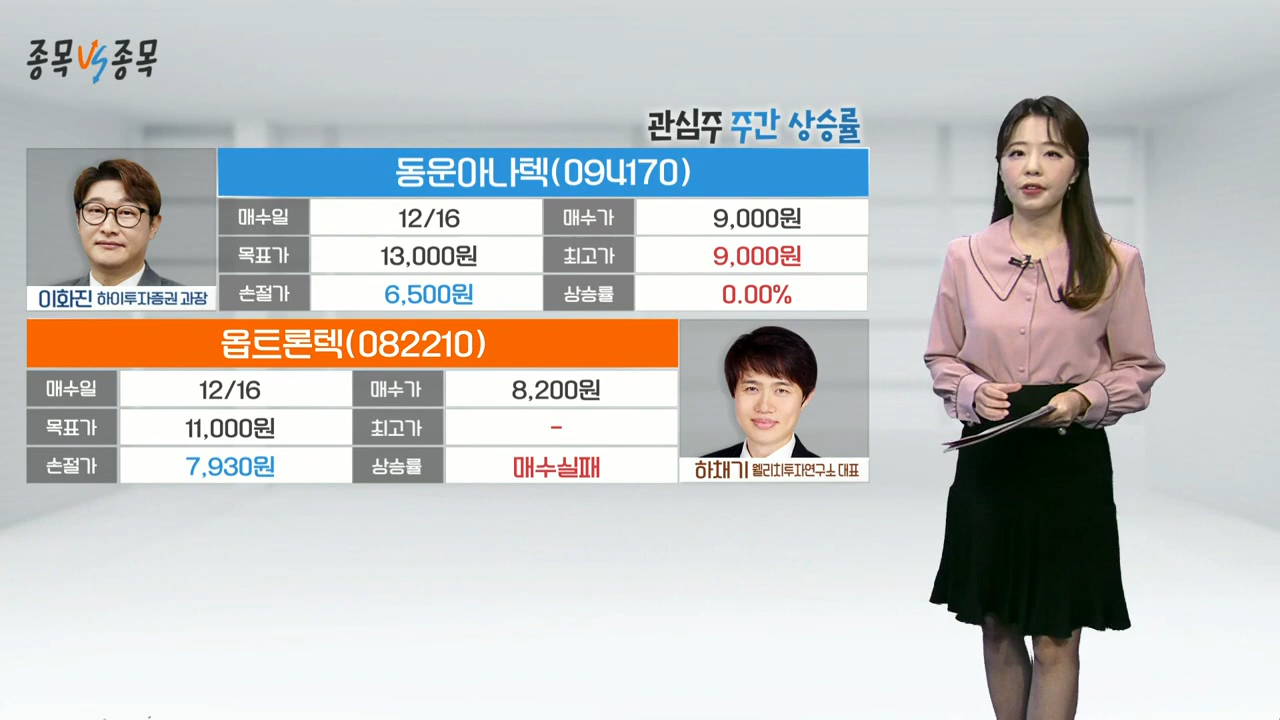 종목 VS 종목
관심주 주간 상승률
동운아나텍(094170)
매수일 12/16 매수가 9,000원
목표가 13,000원 최고가 9,000원
손절가 6,500원 상승률 0.00%
이화진 하이투자증권 과장
옵트론텍(082210)
매수일 12/16 매수가 8,200원
목표가 11,000원 최고가 -
손절가 7,930원 상승률 매수실패
하채기 웰리치투자연구소 대표